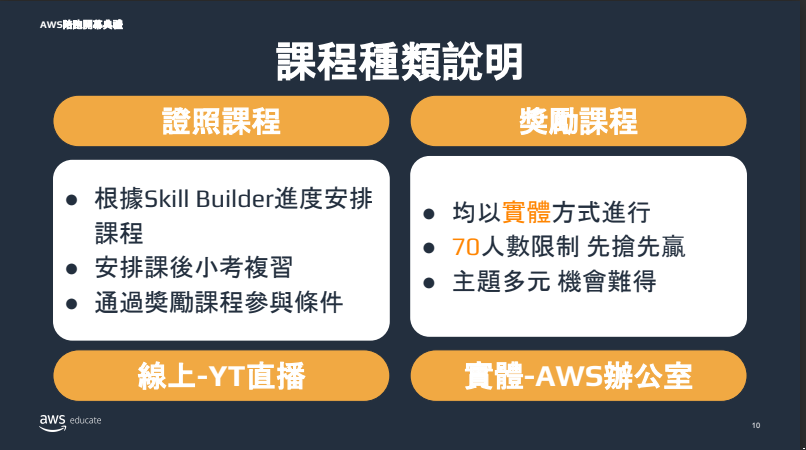 AWS陪跑開幕典禮
課程種類說明
證照課程
● 根據Skill Builder進度安排
課程
● 安排課後小考複習
● 通過獎勵課程參與條件
線上-YT直播
獎勵課程
● 均以實體方式進行
● 70人數限制 先搶先贏
● 主題多元 機會難得
實體-AWS辦公室
aws educate
10